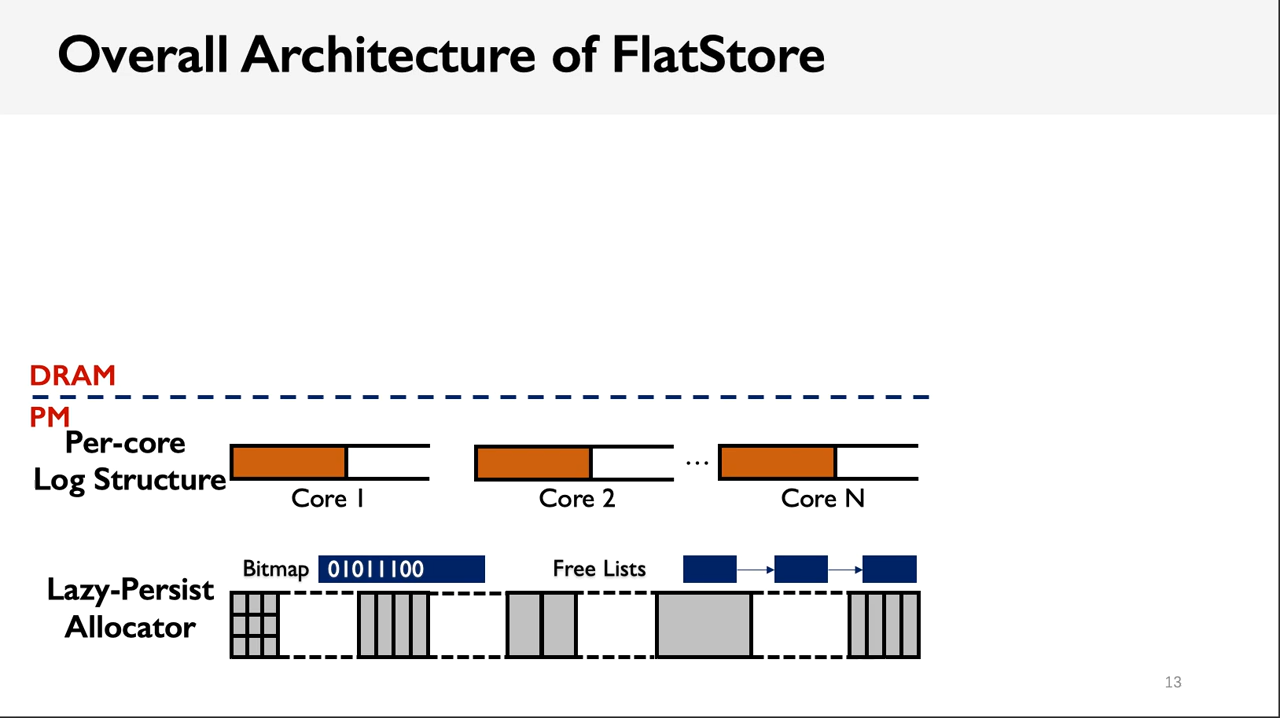 Overall Architecture of FlatStore
DRAM
PM
Per-core
Log Structure
...
Core 1
Core 2
Core N
Bitmap
01011100
Free Lists
Lazy-Persist
Allocator
13